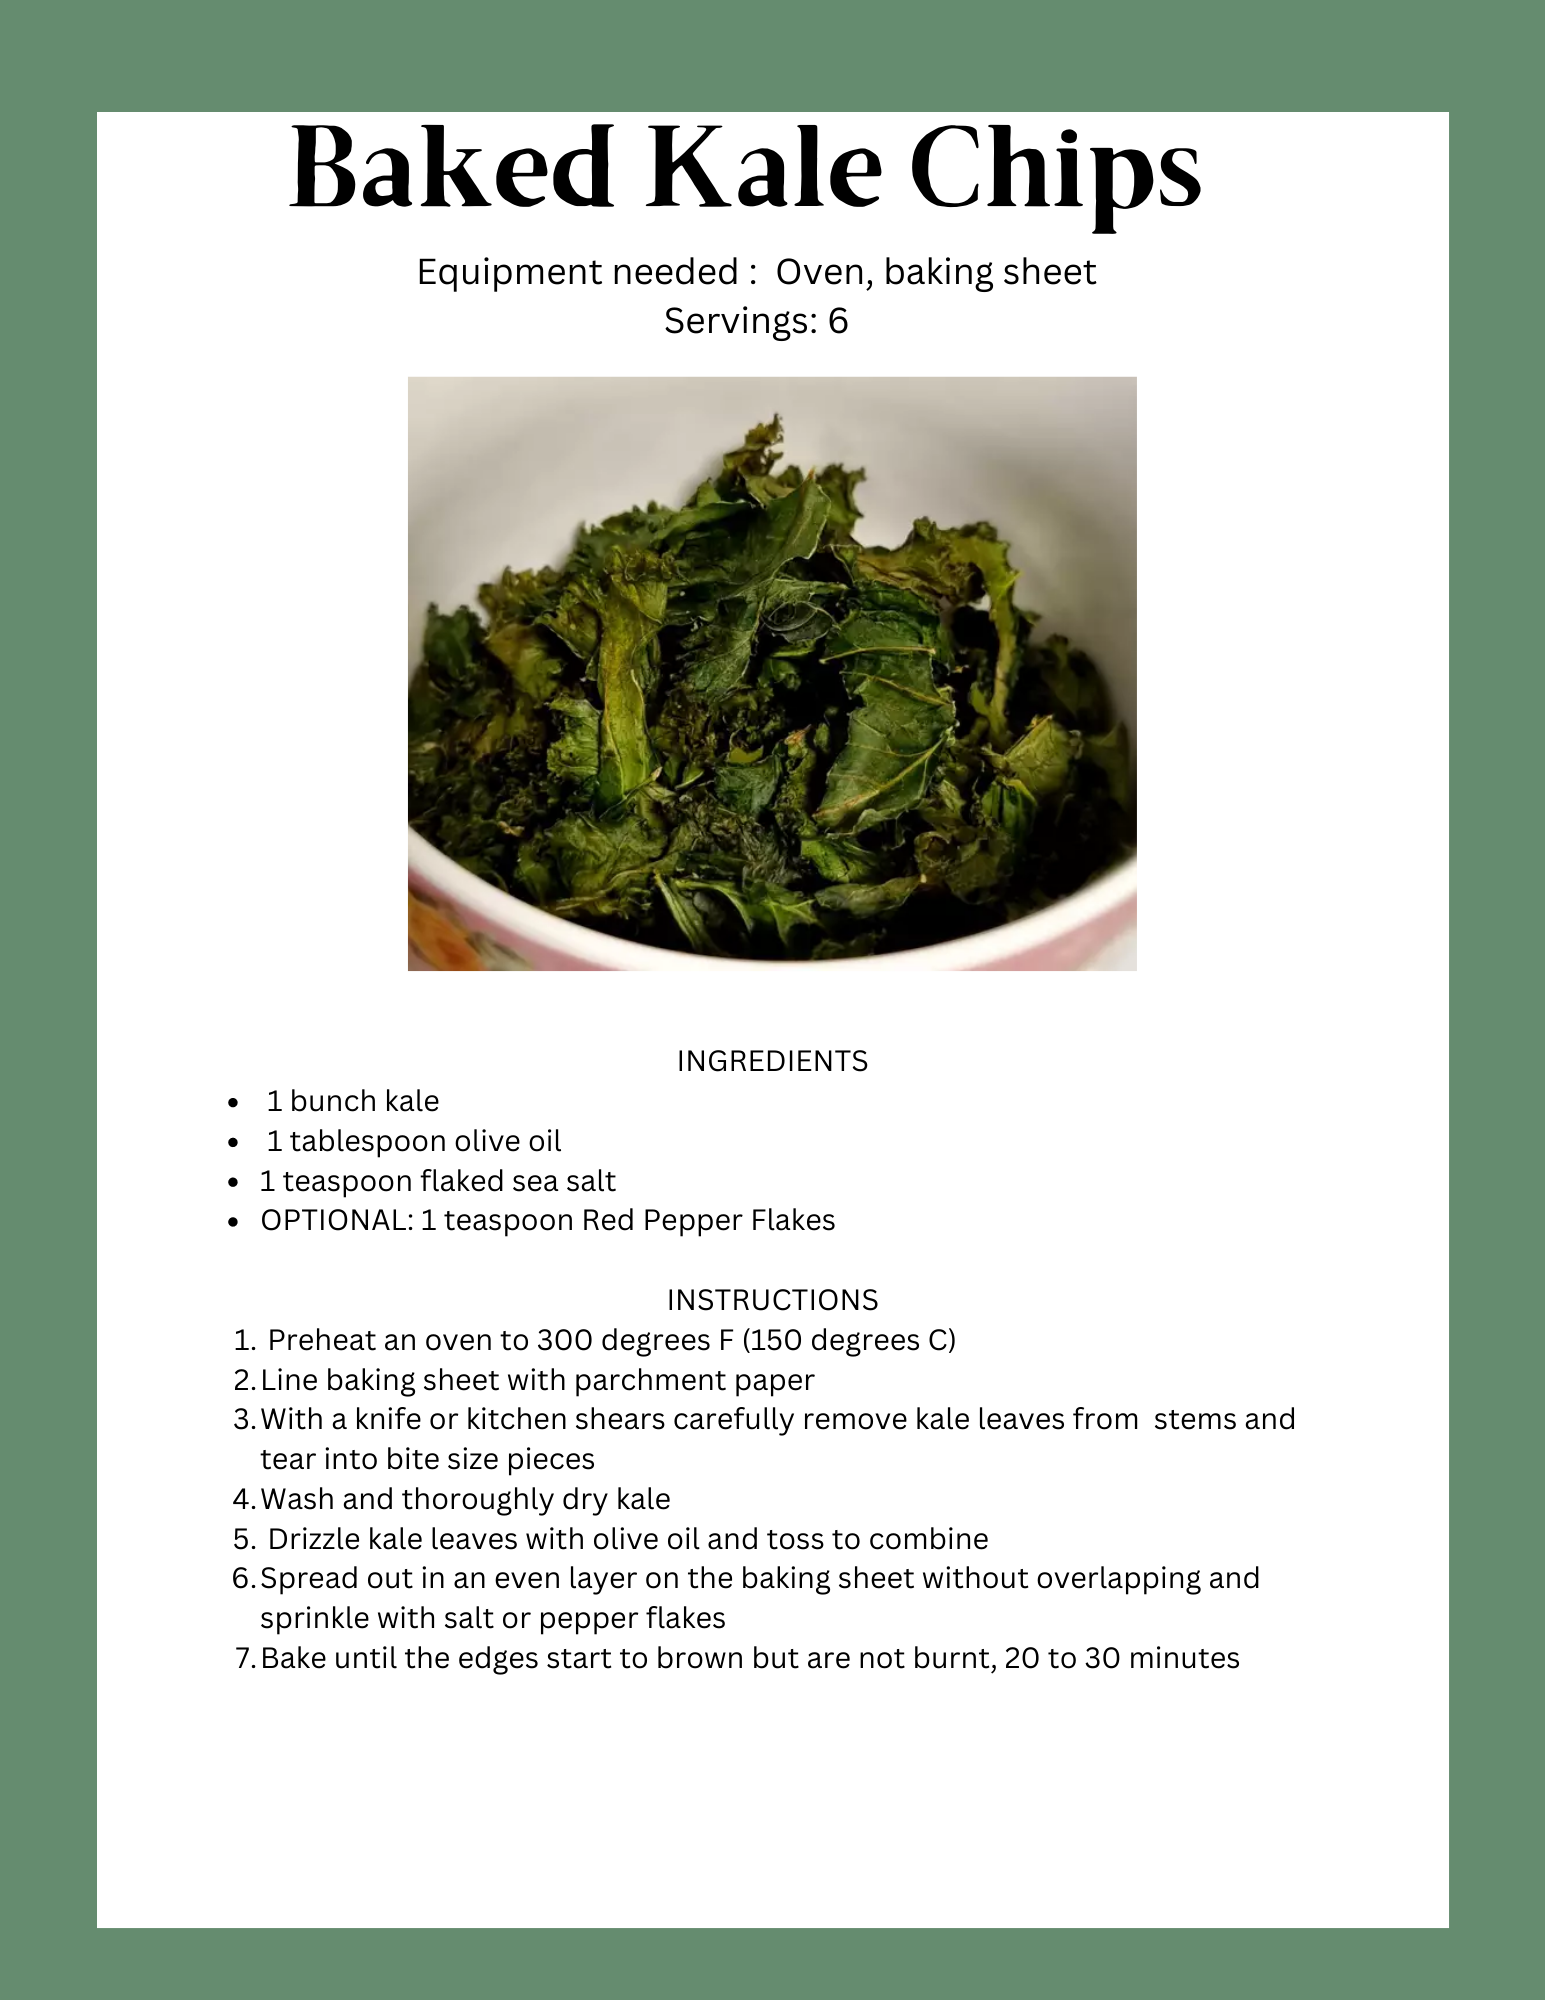 Baked Kale Chips
Equipment needed :  Oven, baking sheet
Servings: 6
INGREDIENTS
• 1 bunch kale
• 1 tablespoon olive oil
• 1 teaspoon flaked sea salt
• OPTIONAL: 1 teaspoon Red Pepper Flakes
INSTRUCTIONS
1. Preheat an oven to 300 degrees F (150 degrees C)
2. Line baking sheet with parchment paper
3. With a knife or kitchen shears carefully remove kale leaves from  stems and
tear into bite size pieces
4. Wash and thoroughly dry kale
5. Drizzle kale leaves with olive oil and toss to combine
6. Spread out in an even layer on the baking sheet without overlapping and
sprinkle with salt or pepper flakes
7. Bake until the edges start to brown but are not burnt, 20 to 30 minutes